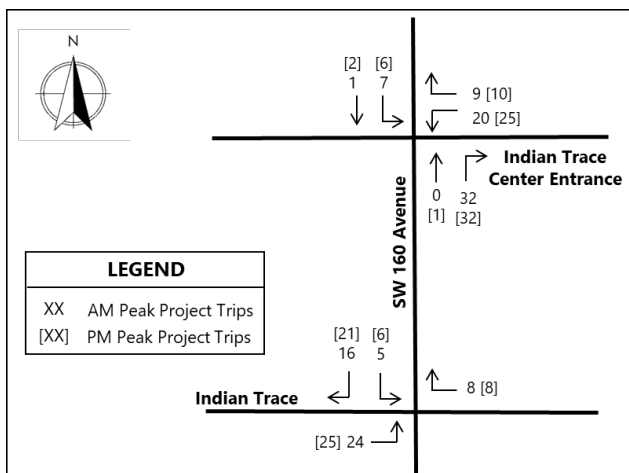 N
[2] [6]
1 7
9 [10]
20 [25]
Indian Trace
Center Entrance
0 32
[1] [32]
SW 160 Avenue
LEGEND
XX AM Peak Project Trips
[XX] PM Peak Project Trips
[21] [6]
16 5
8 [8]
Indian Trace
[25] 24